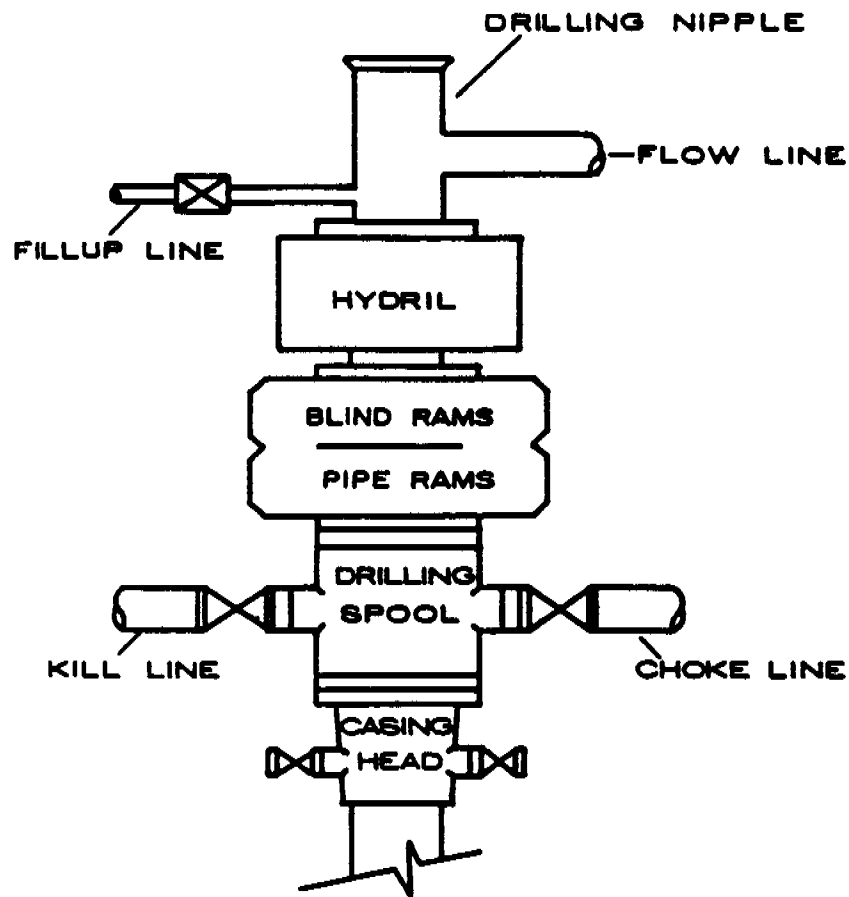 DRILLING NIPPLE
FLOW LINE
FILLUP LINE
HYDRIL
BLIND RAMS
PIPE RAMS
DRILLING
SPOOL
KILL LINE
CHOKE LINE
CASING
HEAD